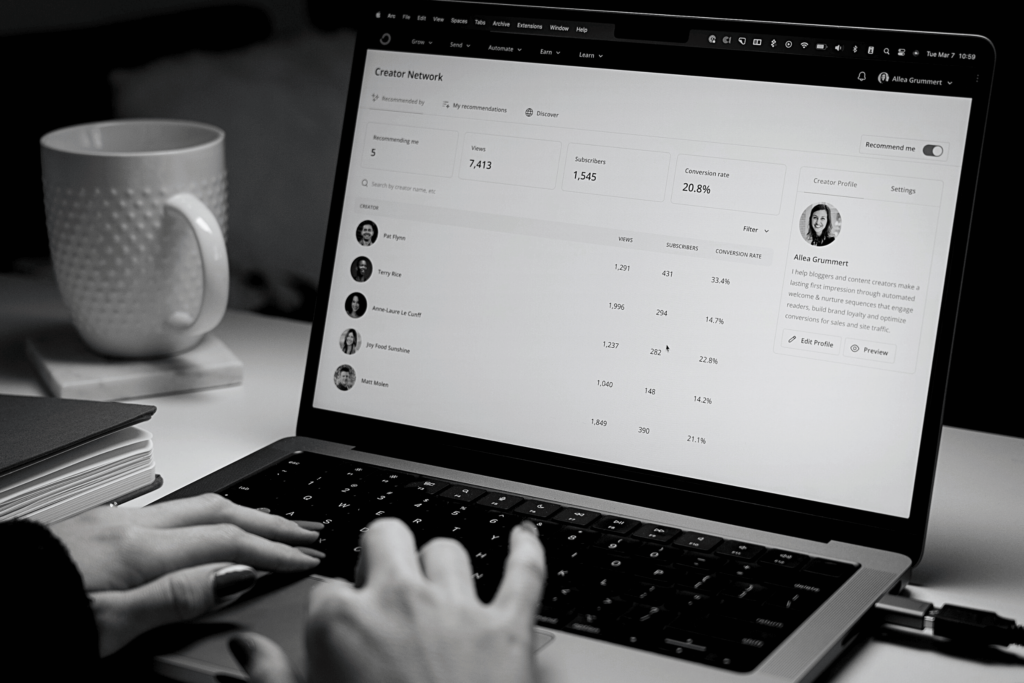 Arc File Edit View Spaces Tabs Archive Extensions Window Help
Tue Mar 7 10:59
Grow Send Automate Earn Learn
Allea Grummert
Creator Network
Recommended by My recommendations Discover
Recommend me
Recommending me
5
Views
7,413
Subscribers
1,545
Conversion rate
20.8%
Search by creator name, etc
Filter
CREATOR VIEWS SUBSCRIBERS CONVERSION RATE
Pat Flynn 1,291 431 33.4%
Terry Rice 1,996 294 14.7%
Anne-Laure Le Cunff 1,237 282 22.8%
Joy Food Sunshine 1,040 148 14.2%
Matt Molen 1,849 390 21.1%
Creator Profile Settings
Allea Grummert
I help bloggers and content creators make a
lasting first impression through automated
welcome & nurture sequences that engage
readers, build brand loyalty and optimize
conversions for sales and site traffic.
Edit Profile Preview
delete
return